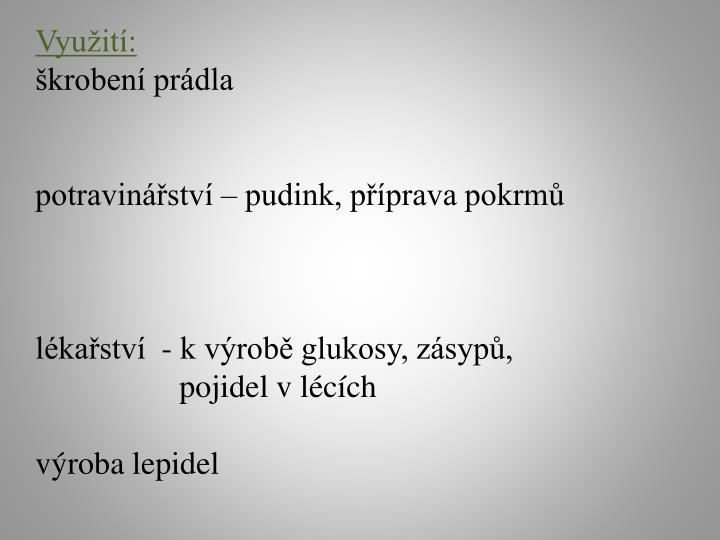 Využití:
škrobení prádla
potravinářství – pudink, příprava pokrmů
lékařství  - k výrobě glukosy, zásypů,
pojidel v lécích
výroba lepidel